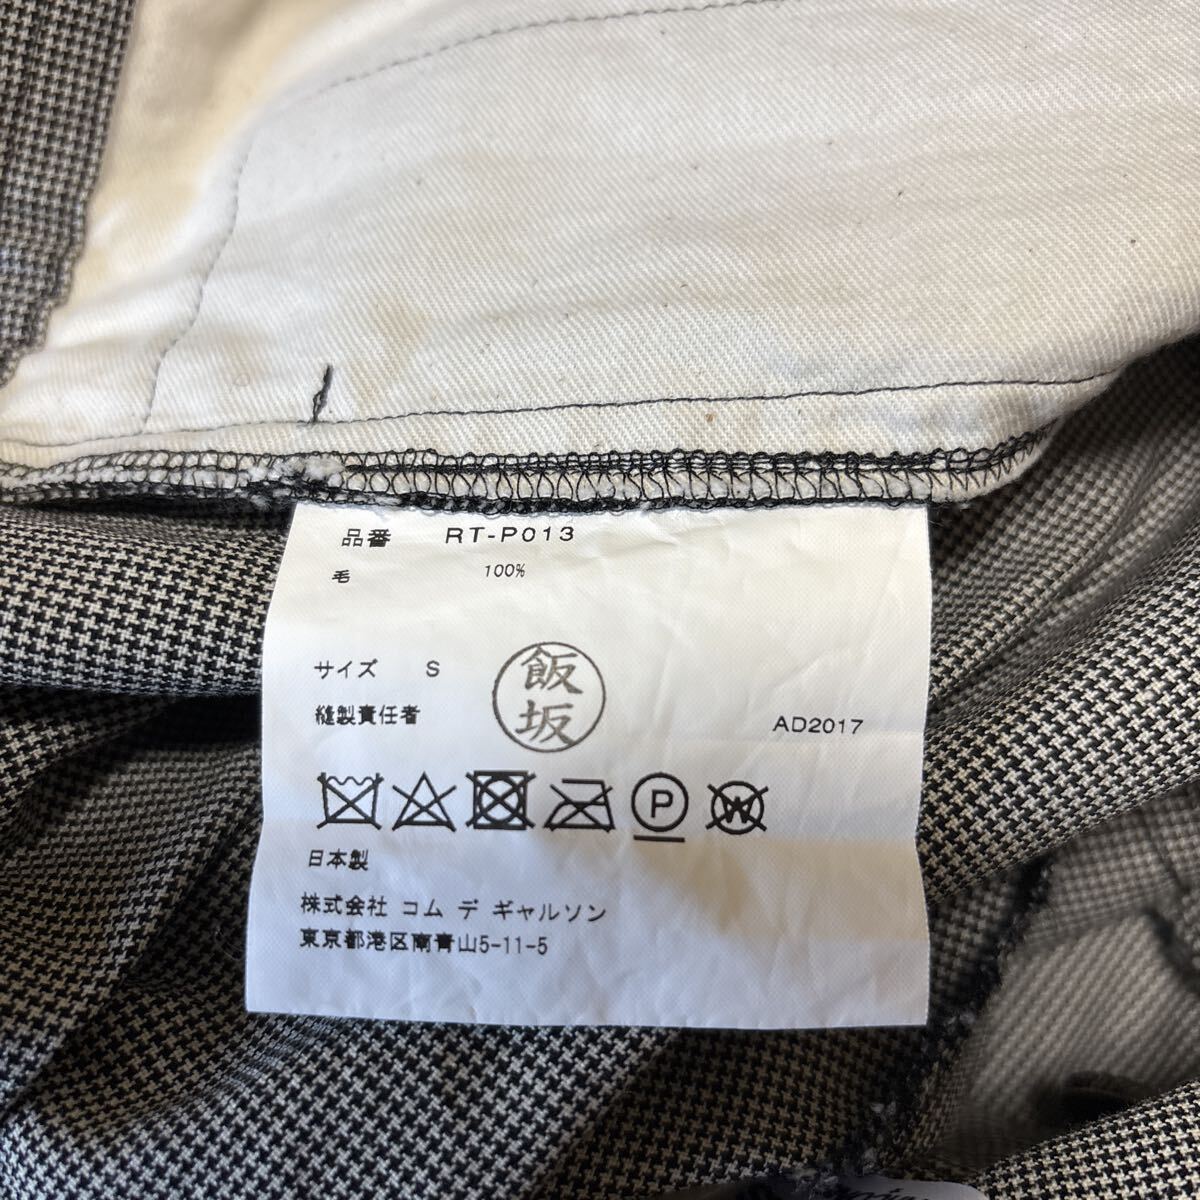 品番 RT-P013
毛 100%
サイズ S
飯坂
縫製責任者
AD2017
P W
日本製
株式会社 コム デ ギャルソン
東京都港区南青山5-11-5